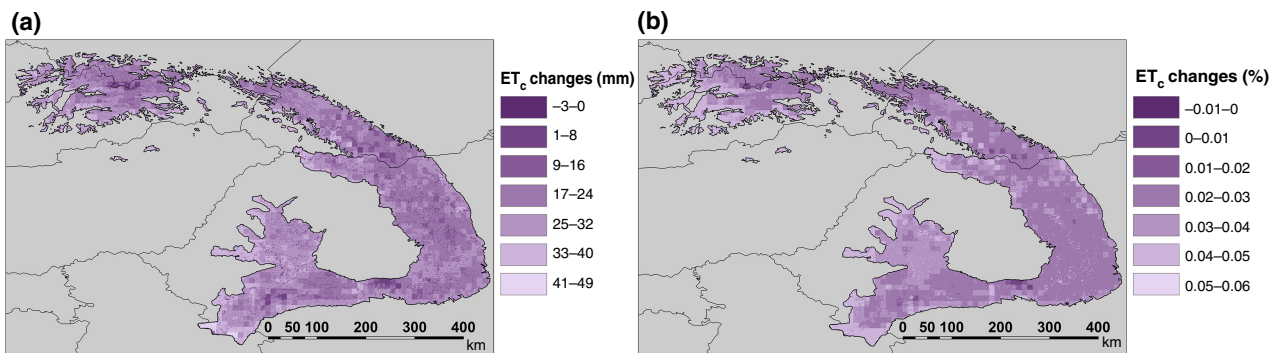 (a)
ET_c changes (mm)
–3–0
1–8
9–16
17–24
25–32
33–40
41–49
0 50 100 200 300 400
km
(b)
ET_c changes (%)
–0.01–0
0–0.01
0.01–0.02
0.02–0.03
0.03–0.04
0.04–0.05
0.05–0.06
0 50 100 200 300 400
km